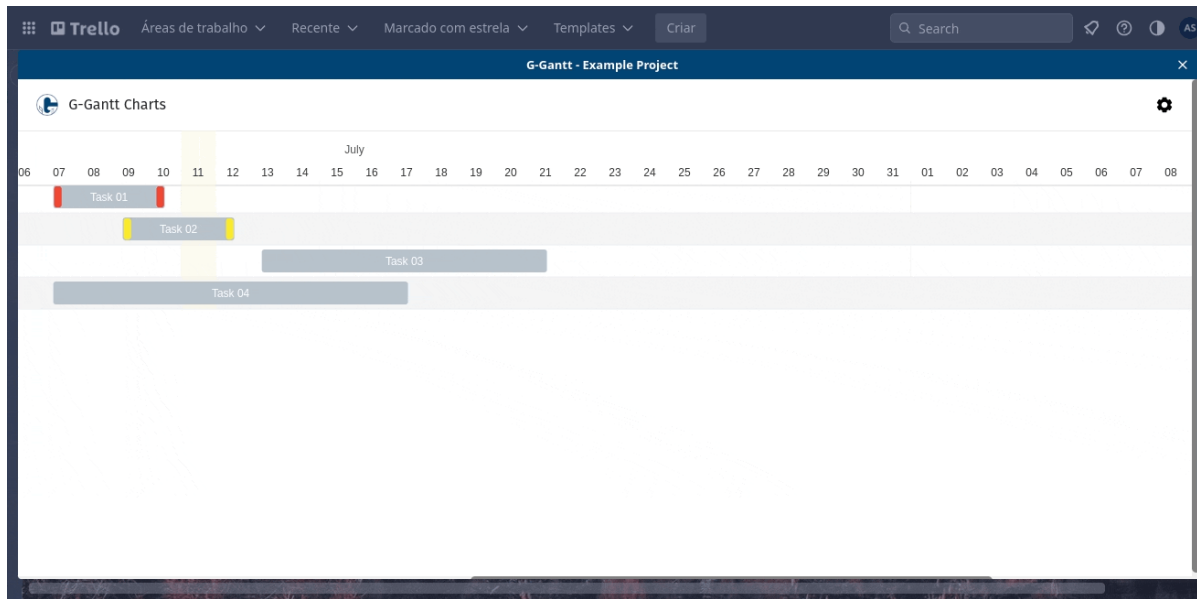 Trello Áreas de trabalho Recente Marcado com estrela Templates Criar Search AS
G-Gantt - Example Project
G-Gantt Charts
July
06 07 08 09 10 11 12 13 14 15 16 17 18 19 20 21 22 23 24 25 26 27 28 29 30 31 01 02 03 04 05 06 07 08
Task 01
Task 02
Task 03
Task 04